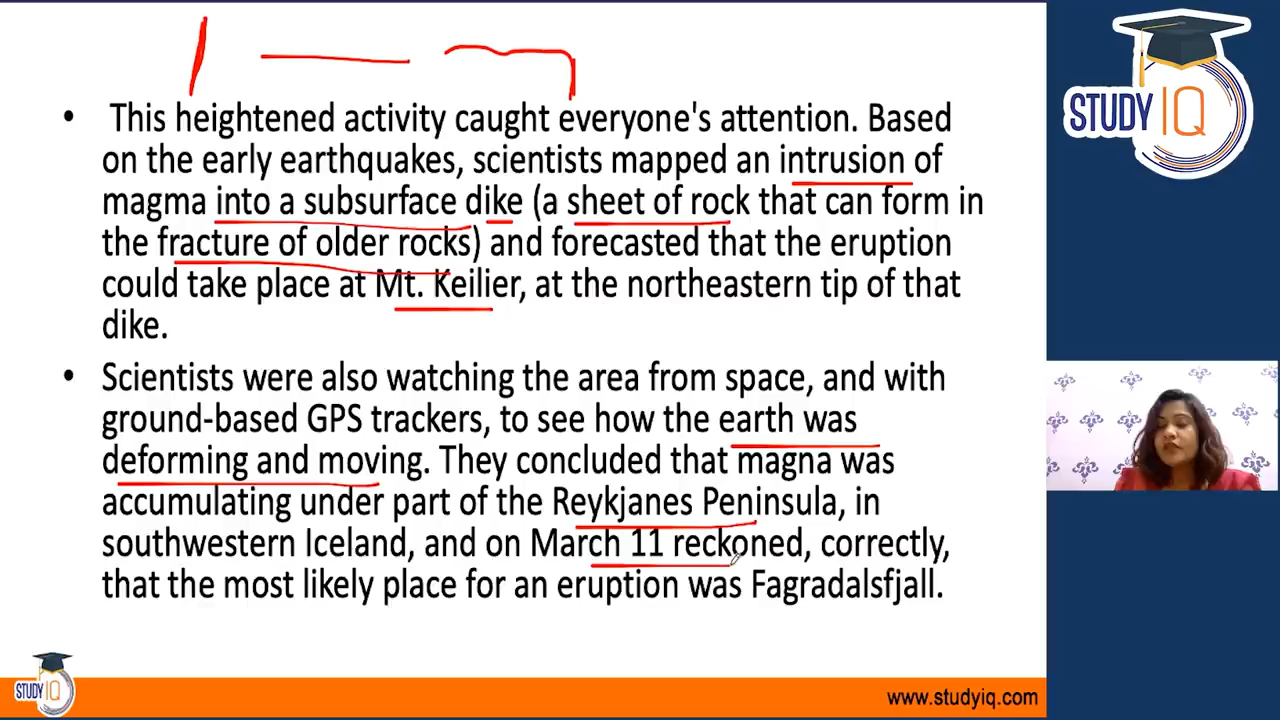 STUDY IQ
• This heightened activity caught everyone's attention. Based
on the early earthquakes, scientists mapped an intrusion of
magma into a subsurface dike (a sheet of rock that can form in
the fracture of older rocks) and forecasted that the eruption
could take place at Mt. Keilier, at the northeastern tip of that
dike.
• Scientists were also watching the area from space, and with
ground-based GPS trackers, to see how the earth was
deforming and moving. They concluded that magna was
accumulating under part of the Reykjanes Peninsula, in
southwestern Iceland, and on March 11 reckoned, correctly,
that the most likely place for an eruption was Fagradalsfjall.
STUDY IQ
www.studyiq.com